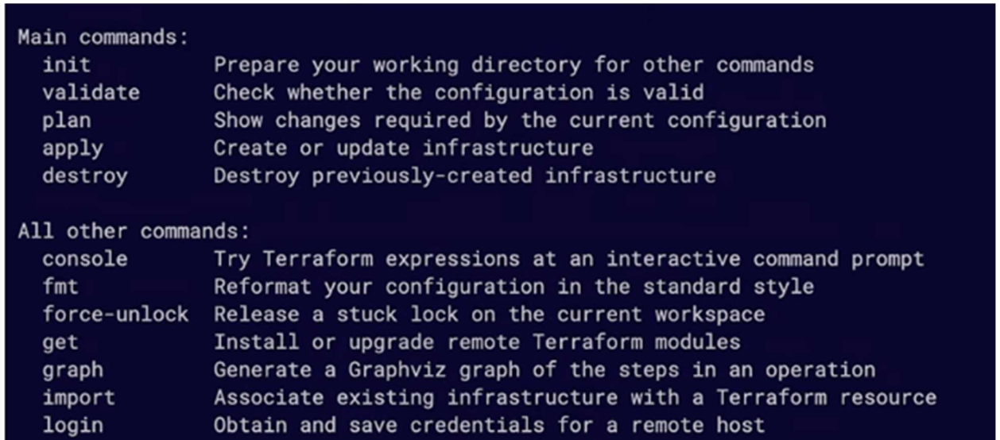 Main commands:
init Prepare your working directory for other commands
validate Check whether the configuration is valid
plan Show changes required by the current configuration
apply Create or update infrastructure
destroy Destroy previously-created infrastructure
All other commands:
console Try Terraform expressions at an interactive command prompt
fmt Reformat your configuration in the standard style
force-unlock Release a stuck lock on the current workspace
get Install or upgrade remote Terraform modules
graph Generate a Graphviz graph of the steps in an operation
import Associate existing infrastructure with a Terraform resource
login Obtain and save credentials for a remote host